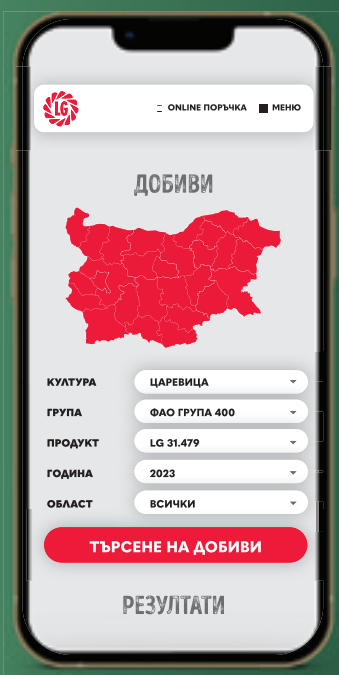 LG
ONLINE ПОРЪЧКА
МЕНЮ
ДОБИВИ
КУЛТУРА ЦАРЕВИЦА
ГРУПА ФАО ГРУПА 400
ПРОДУКТ LG 31.479
ГОДИНА 2023
ОБЛАСТ ВСИЧКИ
ТЪРСЕНЕ НА ДОБИВИ
РЕЗУЛТАТИ